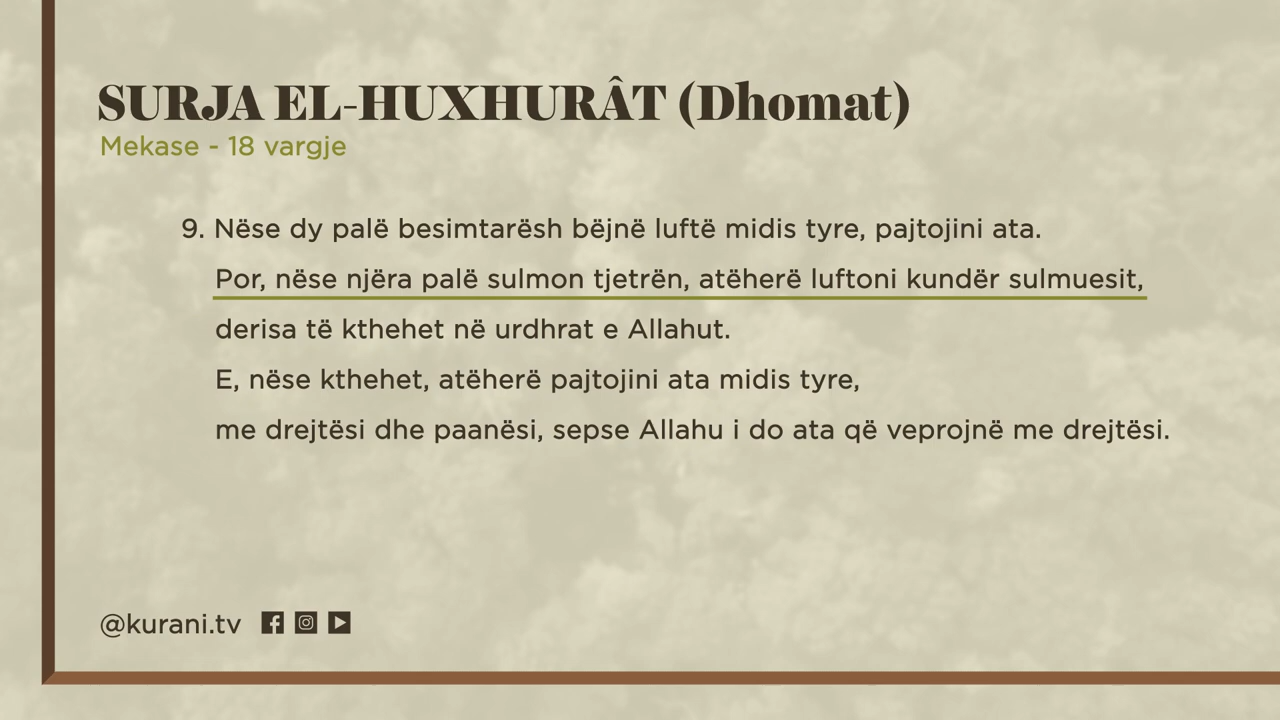 SURJA EL-HUXHURÂT (Dhomat)
Mekase - 18 vargje
9. Nëse dy palë besimtarësh bëjnë luftë midis tyre, pajtojini ata.
Por, nëse njëra palë sulmon tjetrën, atëherë luftoni kundër sulmuesit,
derisa të kthehet në urdhrat e Allahut.
E, nëse kthehet, atëherë pajtojini ata midis tyre,
me drejtësi dhe paanësi, sepse Allahu i do ata që veprojnë me drejtësi.
@kurani.tv